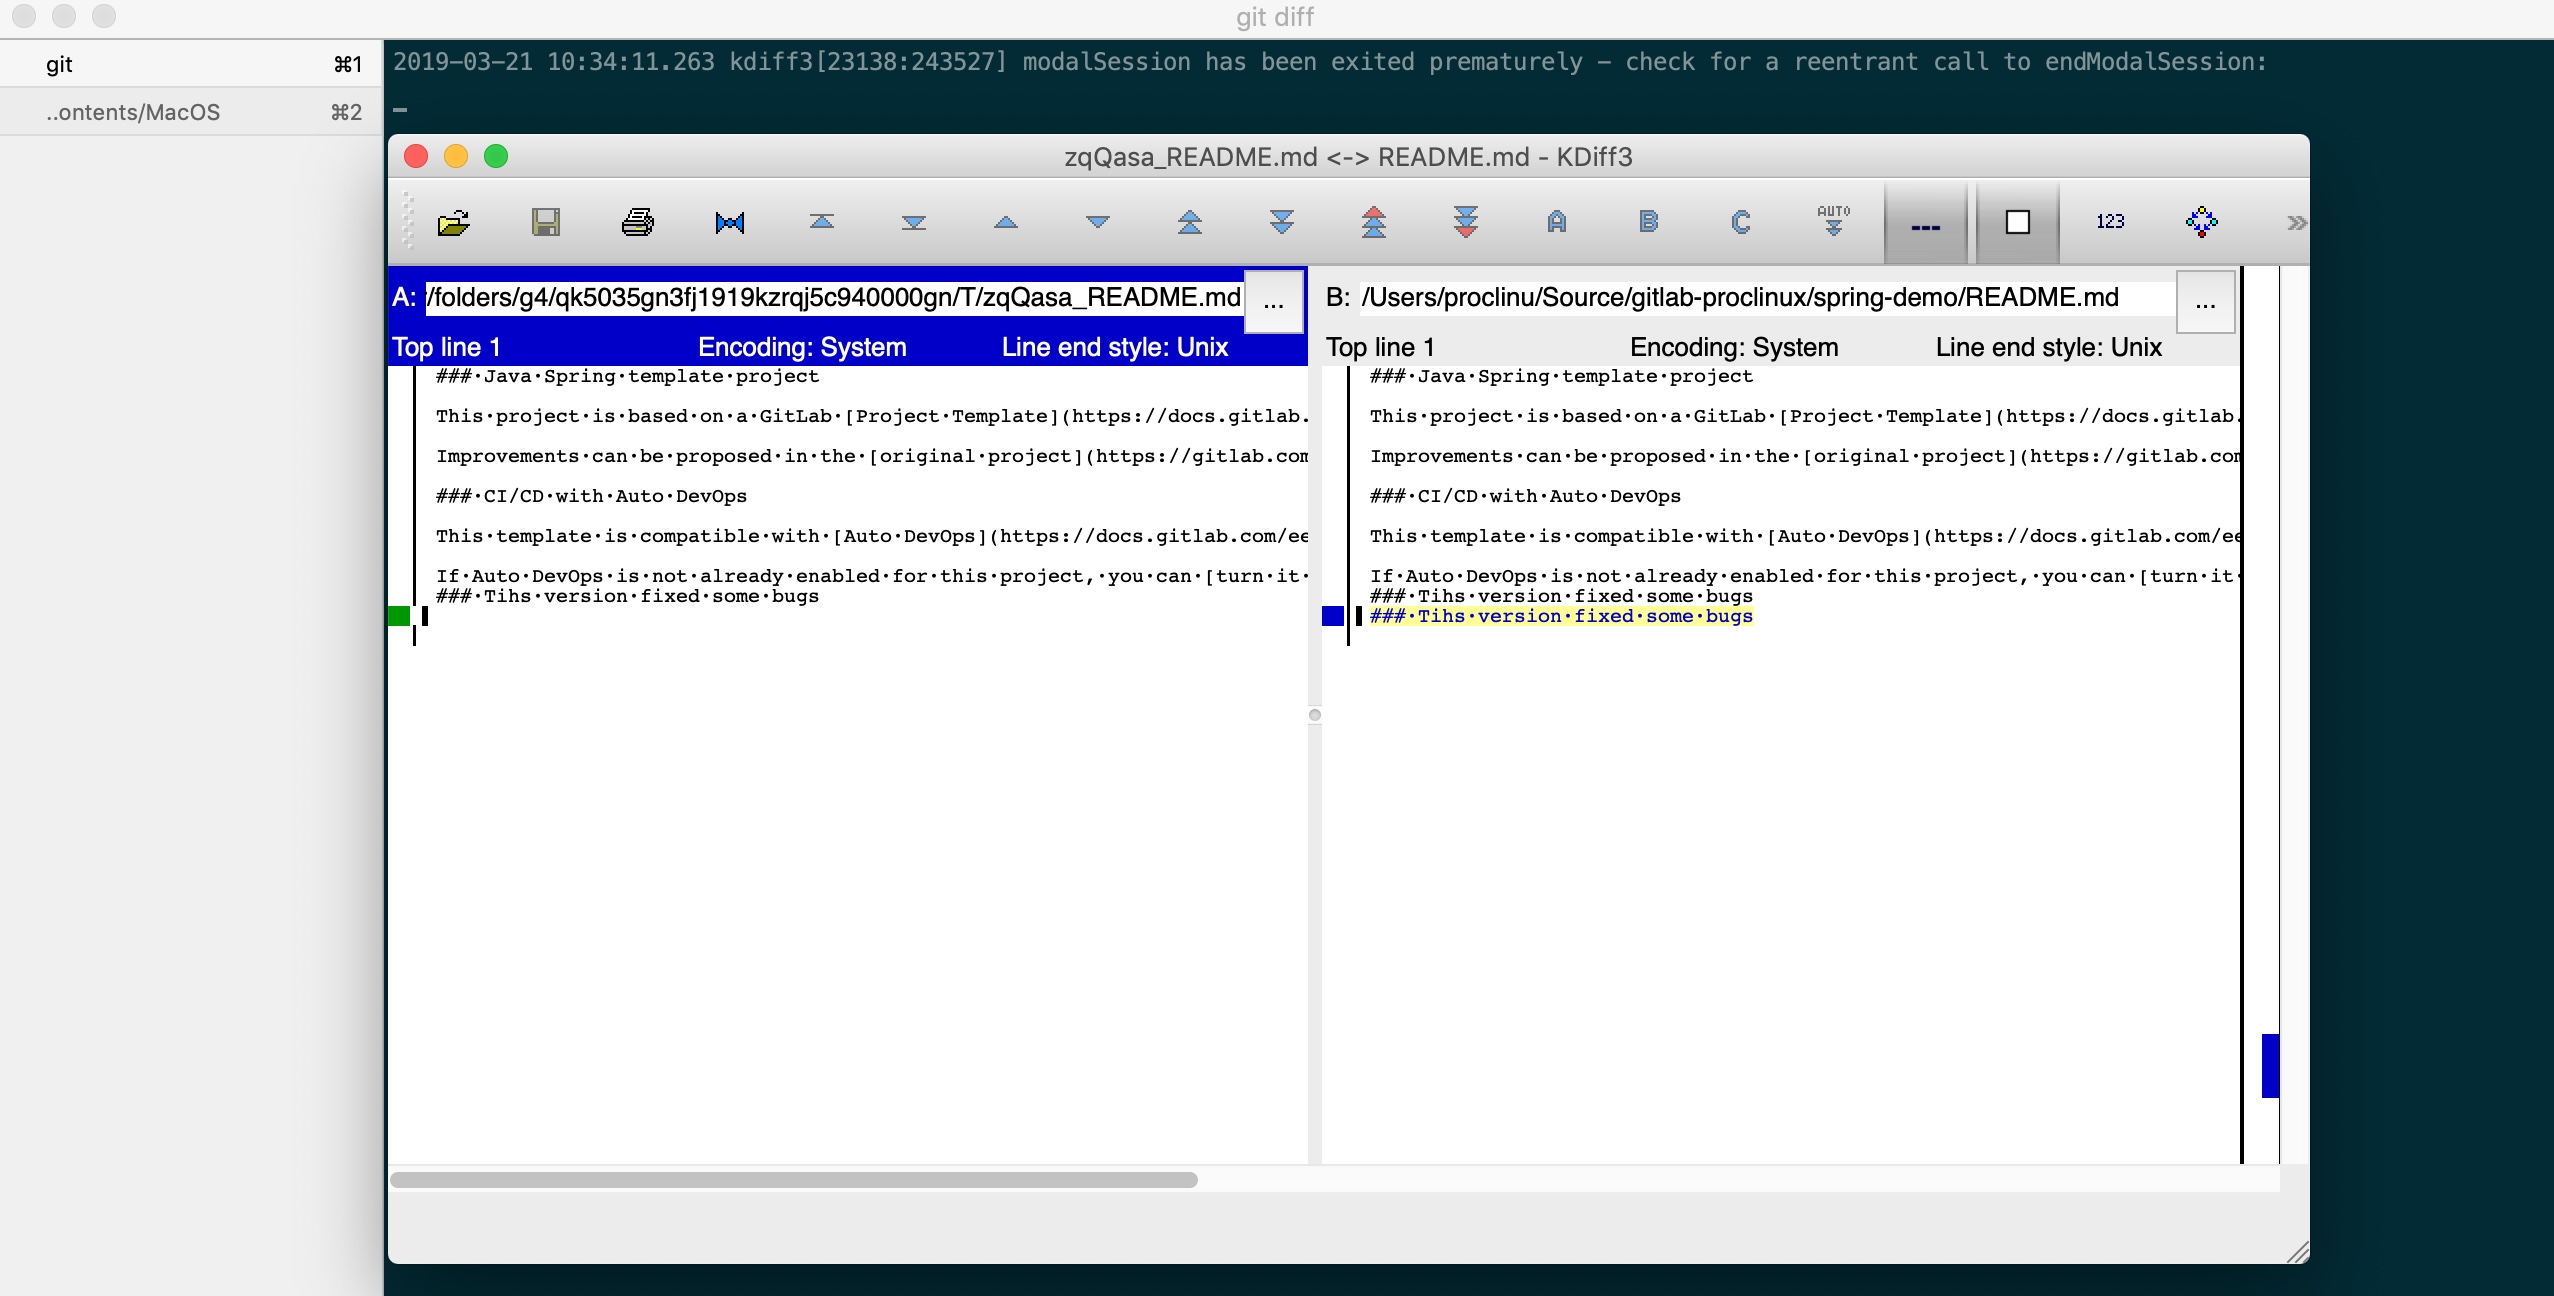 git diff
git ⌘1
..ontents/MacOS ⌘2
2019-03-21 10:34:11.263 kdiff3[23138:243527] modalSession has been exited prematurely - check for a reentrant call to endModalSession:
zqQasa_README.md <-> README.md - KDiff3
A B C AUTO --- 123 »
A: /folders/g4/qk5035gn3fj1919kzrqj5c940000gn/T/zqQasa_README.md ...
Top line 1 Encoding: System Line end style: Unix
###·Java·Spring·template·project
This·project·is·based·on·a·GitLab·[Project·Template](https://docs.gitlab.
Improvements·can·be·proposed·in·the·[original·project](https://gitlab.com
###·CI/CD·with·Auto·DevOps
This·template·is·compatible·with·[Auto·DevOps](https://docs.gitlab.com/ee
If·Auto·DevOps·is·not·already·enabled·for·this·project,·you·can·[turn·it·
###·Tihs·version·fixed·some·bugs
B: /Users/proclinu/Source/gitlab-proclinux/spring-demo/README.md ...
Top line 1 Encoding: System Line end style: Unix
###·Java·Spring·template·project
This·project·is·based·on·a·GitLab·[Project·Template](https://docs.gitlab.
Improvements·can·be·proposed·in·the·[original·project](https://gitlab.com
###·CI/CD·with·Auto·DevOps
This·template·is·compatible·with·[Auto·DevOps](https://docs.gitlab.com/ee
If·Auto·DevOps·is·not·already·enabled·for·this·project,·you·can·[turn·it·
###·Tihs·version·fixed·some·bugs
###·Tihs·version·fixed·some·bugs